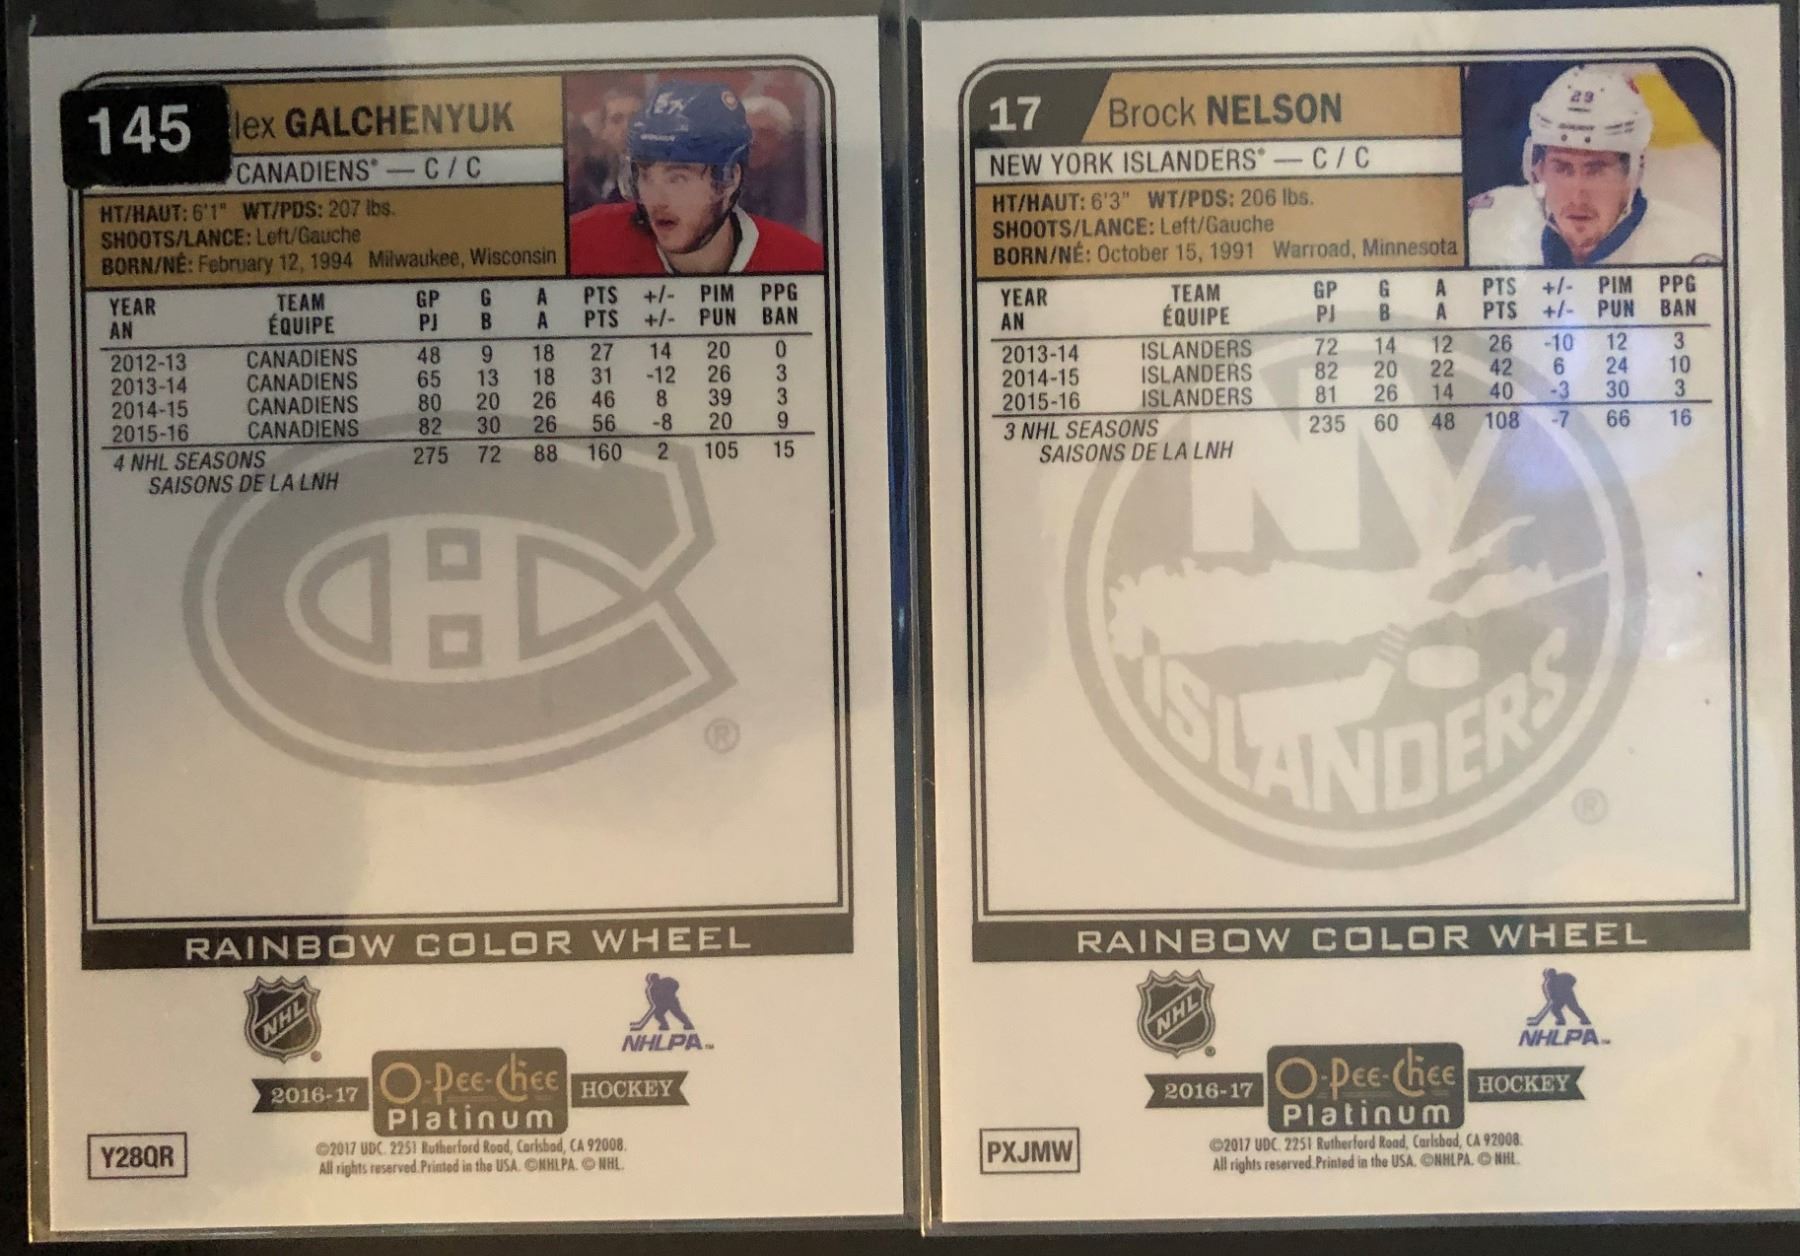 145
lex GALCHENYUK
CANADIENS® — C / C
HT/HAUT: 6'1" WT/PDS: 207 lbs.
SHOOTS/LANCE: Left/Gauche
BORN/NÉ: February 12, 1994 Milwaukee, Wisconsin
YEAR TEAM GP G A PTS +/- PIM PPG
AN ÉQUIPE PJ B A PTS +/- PUN BAN
2012-13 CANADIENS 48 9 18 27 14 20 0
2013-14 CANADIENS 65 13 18 31 -12 26 3
2014-15 CANADIENS 80 20 26 46 8 39 3
2015-16 CANADIENS 82 30 26 56 -8 20 9
4 NHL SEASONS 275 72 88 160 2 105 15
SAISONS DE LA LNH
CH
®
RAINBOW COLOR WHEEL
NHL ®
NHLPA™
2016-17 O-Pee-Chee HOCKEY
Platinum
©2017 UDC. 2251 Rutherford Road, Carlsbad, CA 92008.
All rights reserved. Printed in the USA. ©NHLPA. © NHL.
Y28QR
17 Brock NELSON
29
NEW YORK ISLANDERS® — C / C
HT/HAUT: 6'3" WT/PDS: 206 lbs.
SHOOTS/LANCE: Left/Gauche
BORN/NÉ: October 15, 1991 Warroad, Minnesota
YEAR TEAM GP G A PTS +/- PIM PPG
AN ÉQUIPE PJ B A PTS +/- PUN BAN
2013-14 ISLANDERS 72 14 12 26 -10 12 3
2014-15 ISLANDERS 82 20 22 42 6 24 10
2015-16 ISLANDERS 81 26 14 40 -3 30 3
3 NHL SEASONS 235 60 48 108 -7 66 16
SAISONS DE LA LNH
NY
ISLANDERS
®
RAINBOW COLOR WHEEL
NHL ®
NHLPA™
2016-17 O-Pee-Chee HOCKEY
Platinum
©2017 UDC. 2251 Rutherford Road, Carlsbad, CA 92008.
All rights reserved. Printed in the USA. ©NHLPA. © NHL.
PXJMW